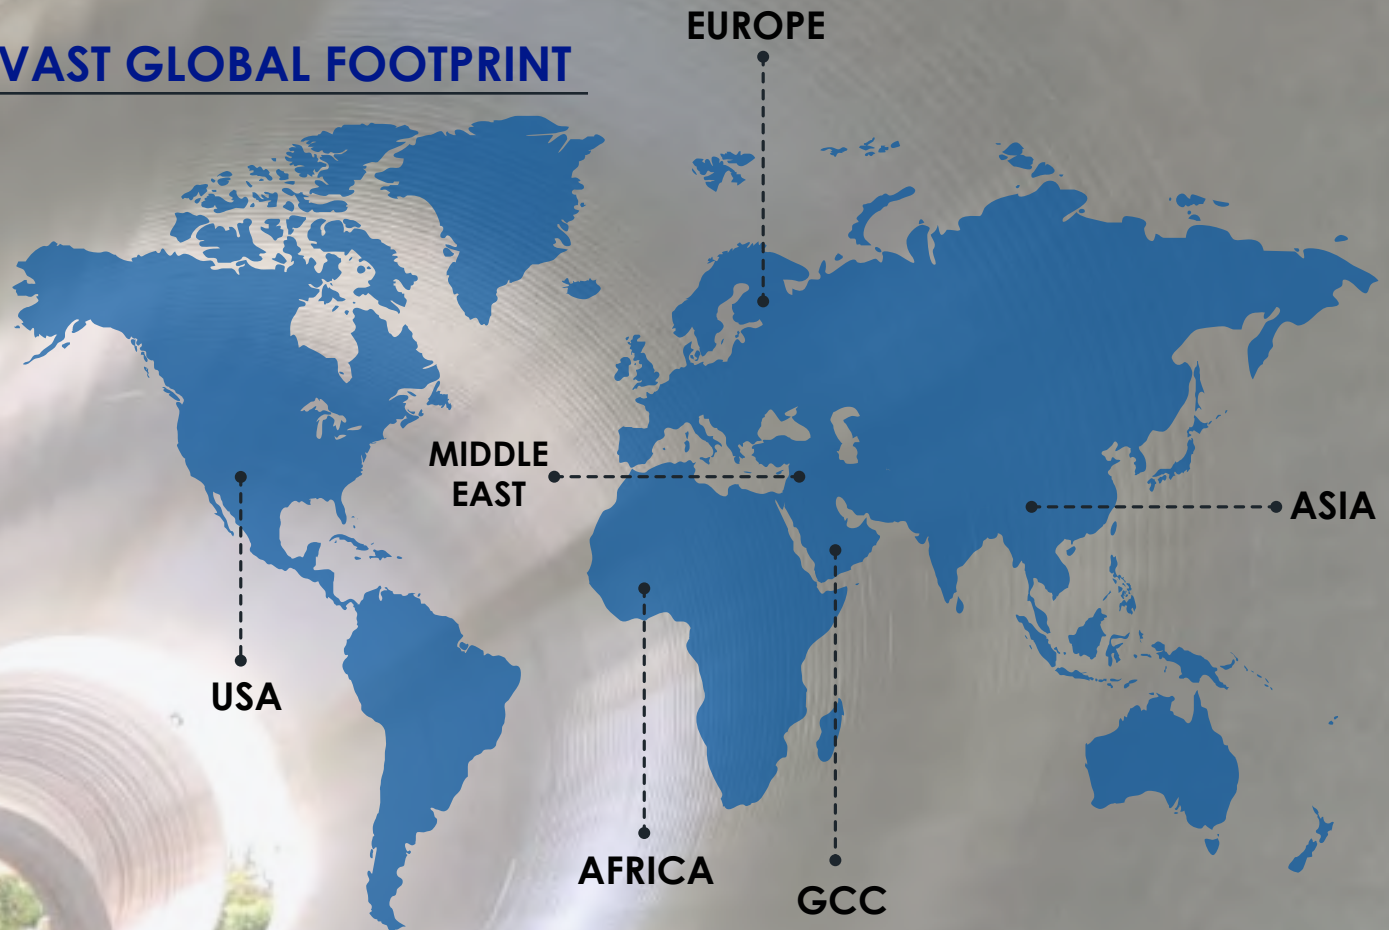 EUROPE
VAST GLOBAL FOOTPRINT
MIDDLE
EAST
ASIA
USA
AFRICA
GCC